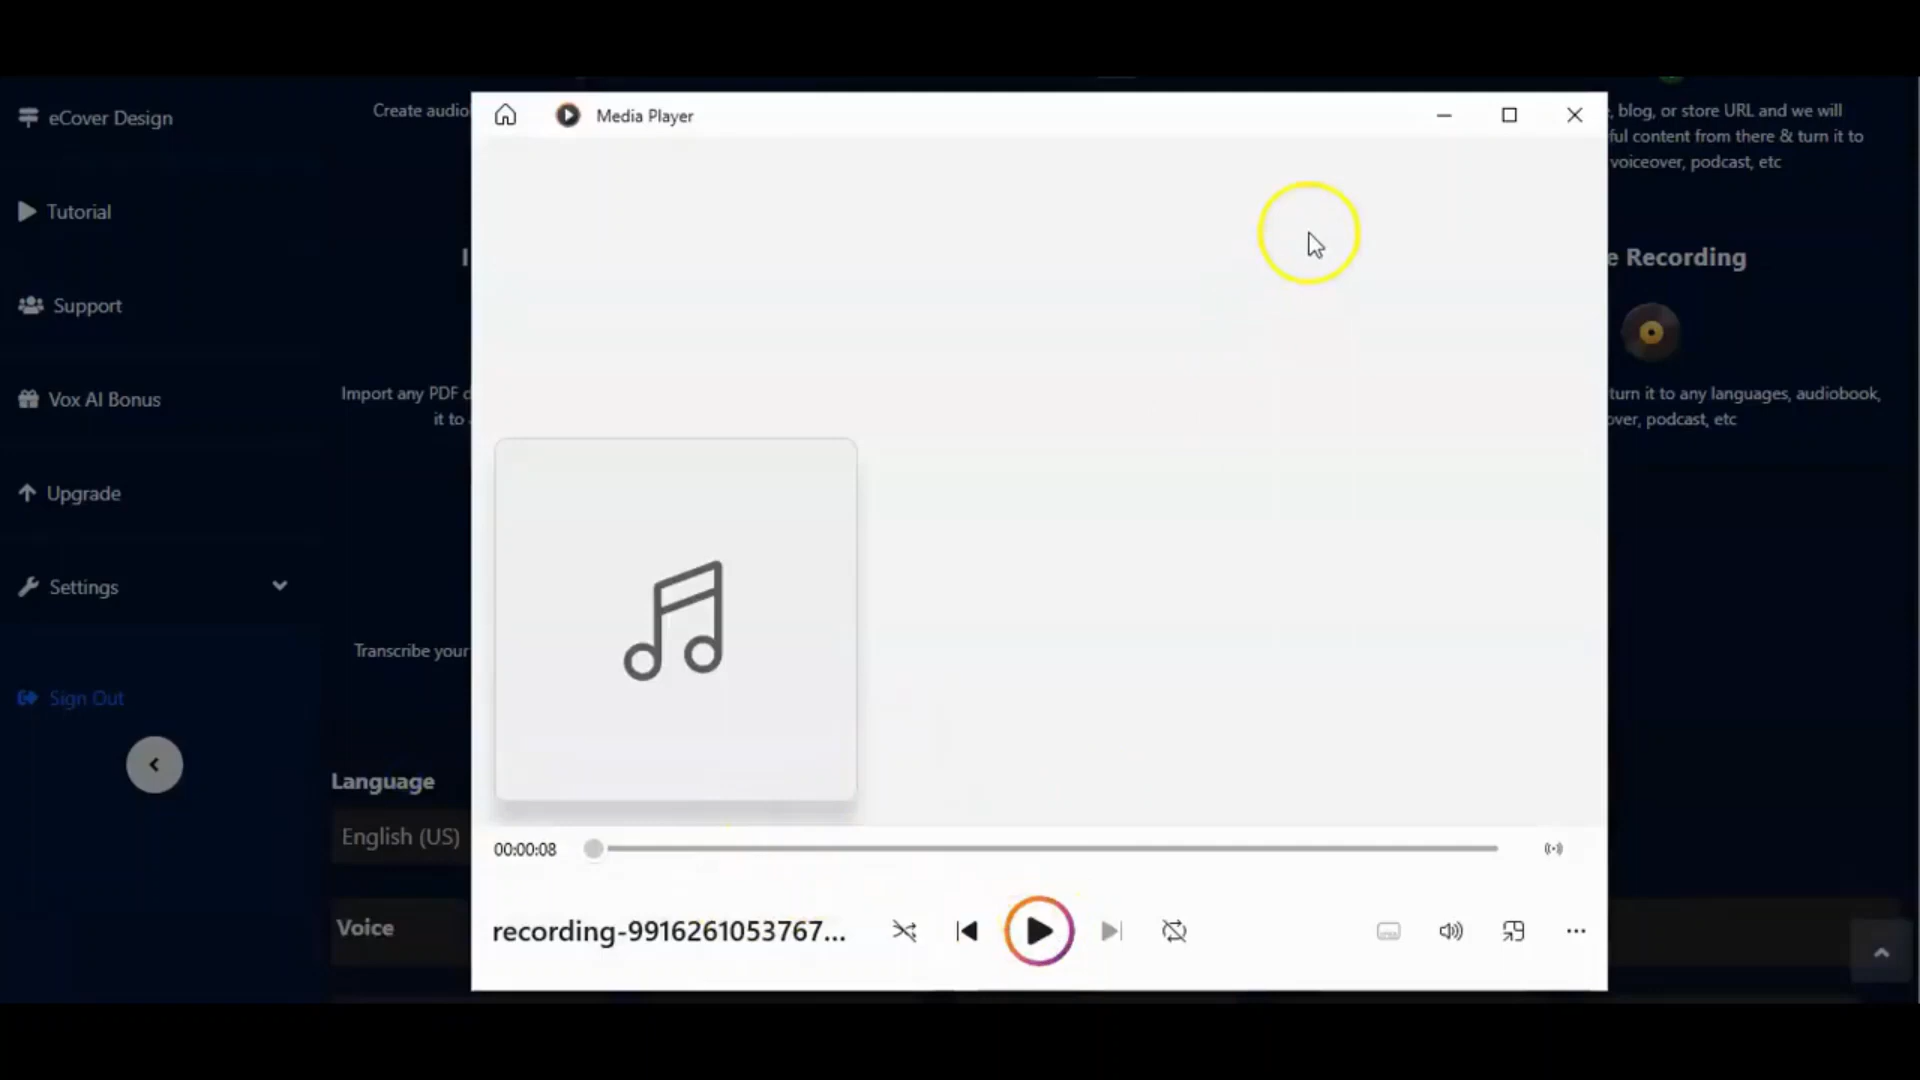 eCover Design
Tutorial
Support
Vox AI Bonus
Upgrade
Settings
Sign Out
Create audio
Import any PDF
it to
Transcribe your
Language
English (US)
Voice
Media Player
00:00:08
recording-9916261053767...
, blog, or store URL and we will
ful content from there & turn it to
voiceover, podcast, etc
e Recording
turn it to any languages, audiobook,
over, podcast, etc